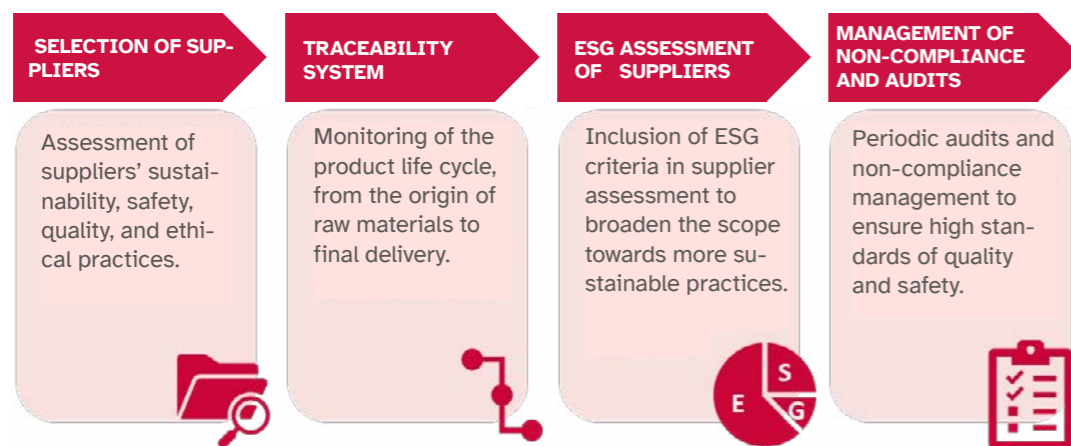 SELECTION OF SUP-
PLIERS
Assessment of
suppliers' sustai-
nability, safety,
quality, and ethi-
cal practices.
TRACEABILITY
SYSTEM
Monitoring of the
product life cycle,
from the origin of
raw materials to
final delivery.
ESG ASSESSMENT
OF SUPPLIERS
Inclusion of ESG
criteria in supplier
assessment to
broaden the scope
towards more su-
stainable practices.
E
S
G
MANAGEMENT OF
NON-COMPLIANCE
AND AUDITS
Periodic audits and
non-compliance
management to
ensure high stan-
dards of quality
and safety.